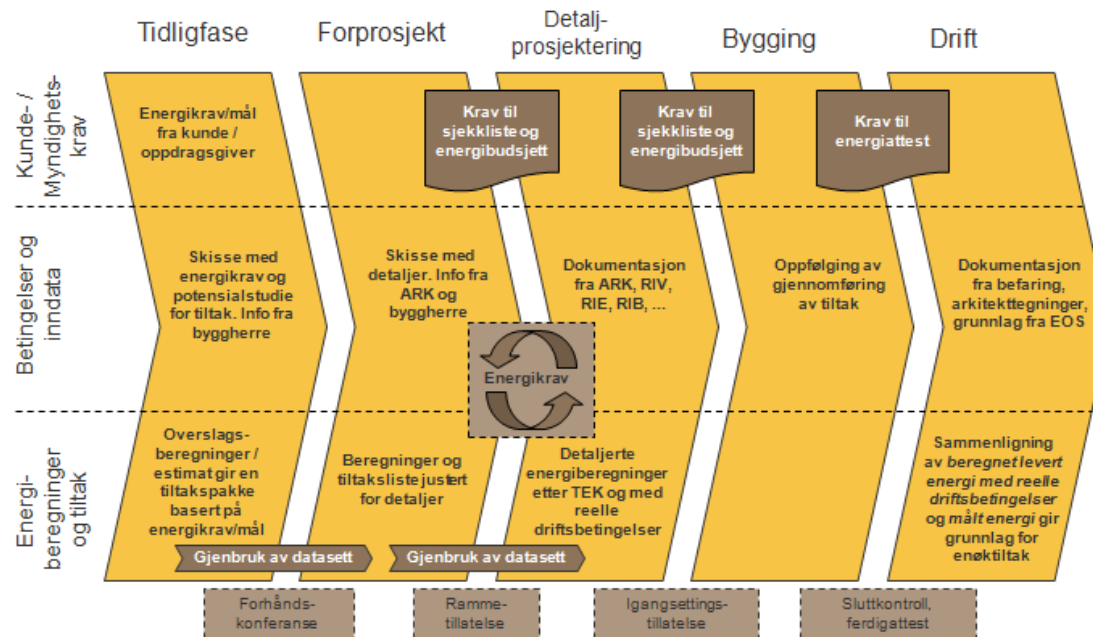 Tidligfase
Forprosjekt
Detalj-
prosjektering
Bygging
Drift
Kunde- /
Myndighets-
krav
Energikrav/mål
fra kunde /
oppdragsgiver
Krav til
sjekkliste og
energibudsjett
Krav til
sjekkliste og
energibudsjett
Krav til
energiattest
Betingelser og
inndata
Skisse med
energikrav og
potensialstudie
for tiltak. Info fra
byggherre
Skisse med
detaljer. Info fra
ARK og
byggherre
Dokumentasjon
fra ARK, RIV,
RIE, RIB, ...
Oppfølging av
gjennomføring
av tiltak
Dokumentasjon
fra befaring,
arkitekttegninger,
grunnlag fra EOS
Energikrav
Energi-
beregninger
og tiltak
Overslags-
beregninger /
estimat gir en
tiltakspakke
basert på
energikrav/mål
Beregninger og
tiltaksliste justert
for detaljer
Detaljerte
energiberegninger
etter TEK og med
reelle
driftsbetingelser
Sammenligning
av beregnet levert
energi med reelle
driftsbetingelser
og målt energi gir
grunnlag for
enøktiltak
Gjenbruk av datasett
Gjenbruk av datasett
Forhånds-
konferanse
Ramme-
tillatelse
Igangsettings-
tillatelse
Sluttkontroll,
ferdigattest